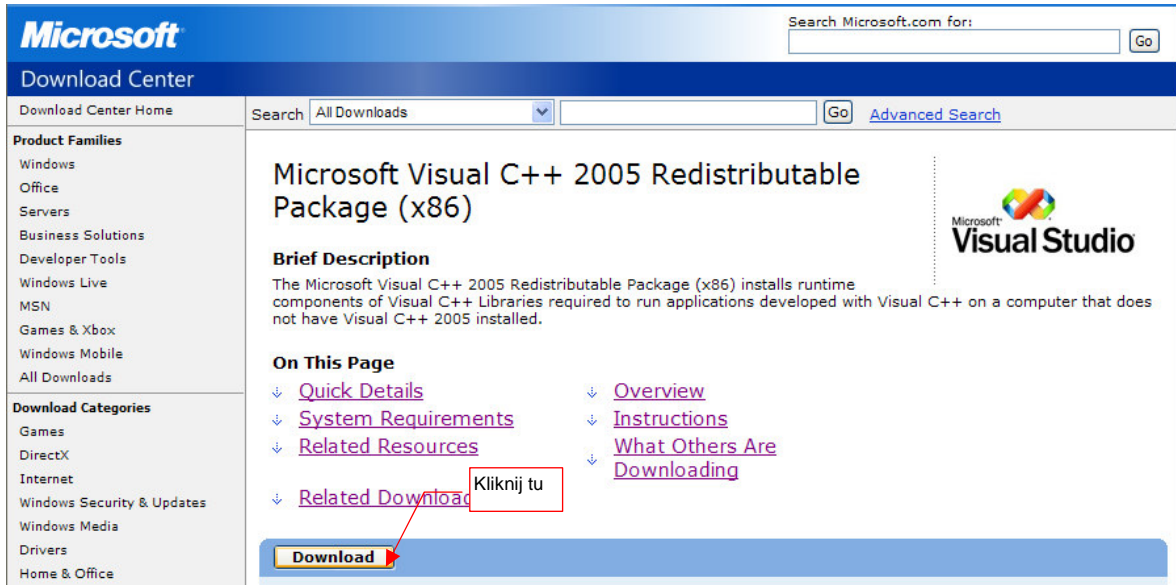 Microsoft
Search Microsoft.com for:
Go
Download Center
Download Center Home
Search All Downloads Go Advanced Search
Product Families
Windows
Office
Servers
Business Solutions
Developer Tools
Windows Live
MSN
Games & Xbox
Windows Mobile
All Downloads
Download Categories
Games
DirectX
Internet
Windows Security & Updates
Windows Media
Drivers
Home & Office
Microsoft Visual C++ 2005 Redistributable
Package (x86)
Microsoft
Visual Studio
Brief Description
The Microsoft Visual C++ 2005 Redistributable Package (x86) installs runtime
components of Visual C++ Libraries required to run applications developed with Visual C++ on a computer that does
not have Visual C++ 2005 installed.
On This Page
Quick Details
Overview
System Requirements
Instructions
Related Resources
What Others Are
Downloading
Related Downloa
Kliknij tu
Download